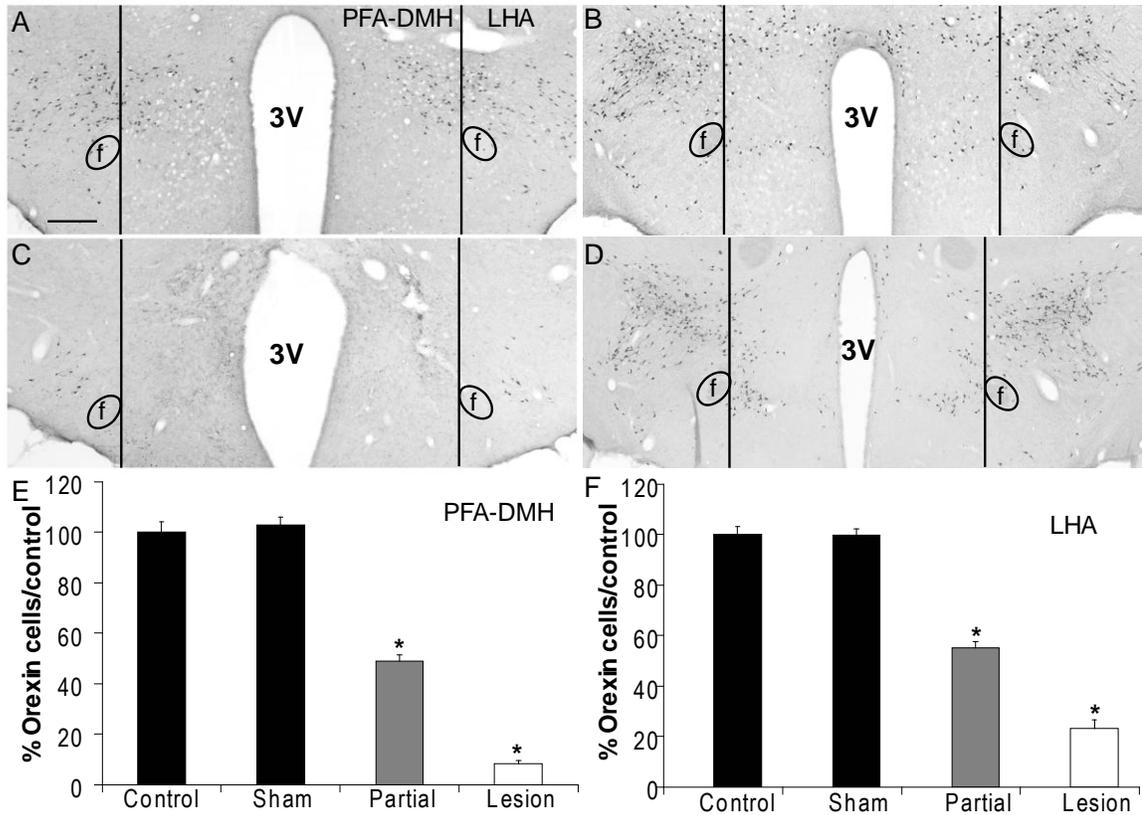 A PFA-DMH LHA
3V
f f
B
3V
f f
C
3V
f f
D
3V
f f
E
PFA-DMH
% Orexin cells/control
120
100
80
60
40
20
0
*
*
Control Sham Partial Lesion
F
LHA
% Orexin cells/control
120
100
80
60
40
20
0
*
*
Control Sham Partial Lesion